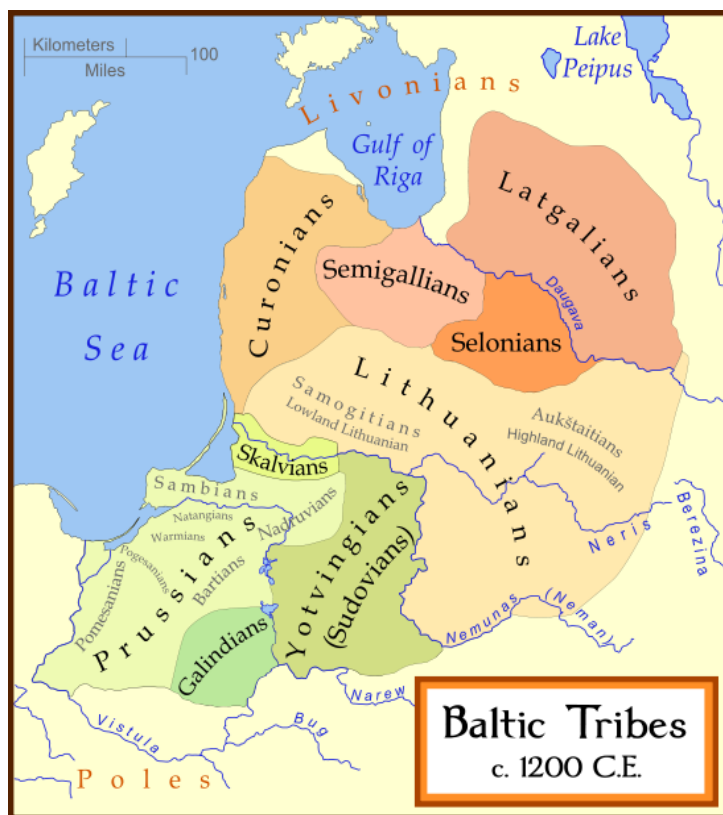 Kilometers
100
Miles
Lake
Peipus
Livonians
Gulf of
Riga
Latgalians
Curonians
Semigallians
Daugava
Baltic
Sea
Selonians
Lithuanians
Samogitians
Lowland Lithuanian
Aukštaitians
Highland Lithuanian
Skalvians
Sambians
Nadruvians
Natangians
Warmians
Pogesanians
Bartians
Pomesanians
Prussians
Yotvingians
(Sudovians)
Galindians
Neris
Berezina
Nemunas (Neman)
Narew
Bug
Vistula
Poles
Baltic Tribes
c. 1200 C.E.